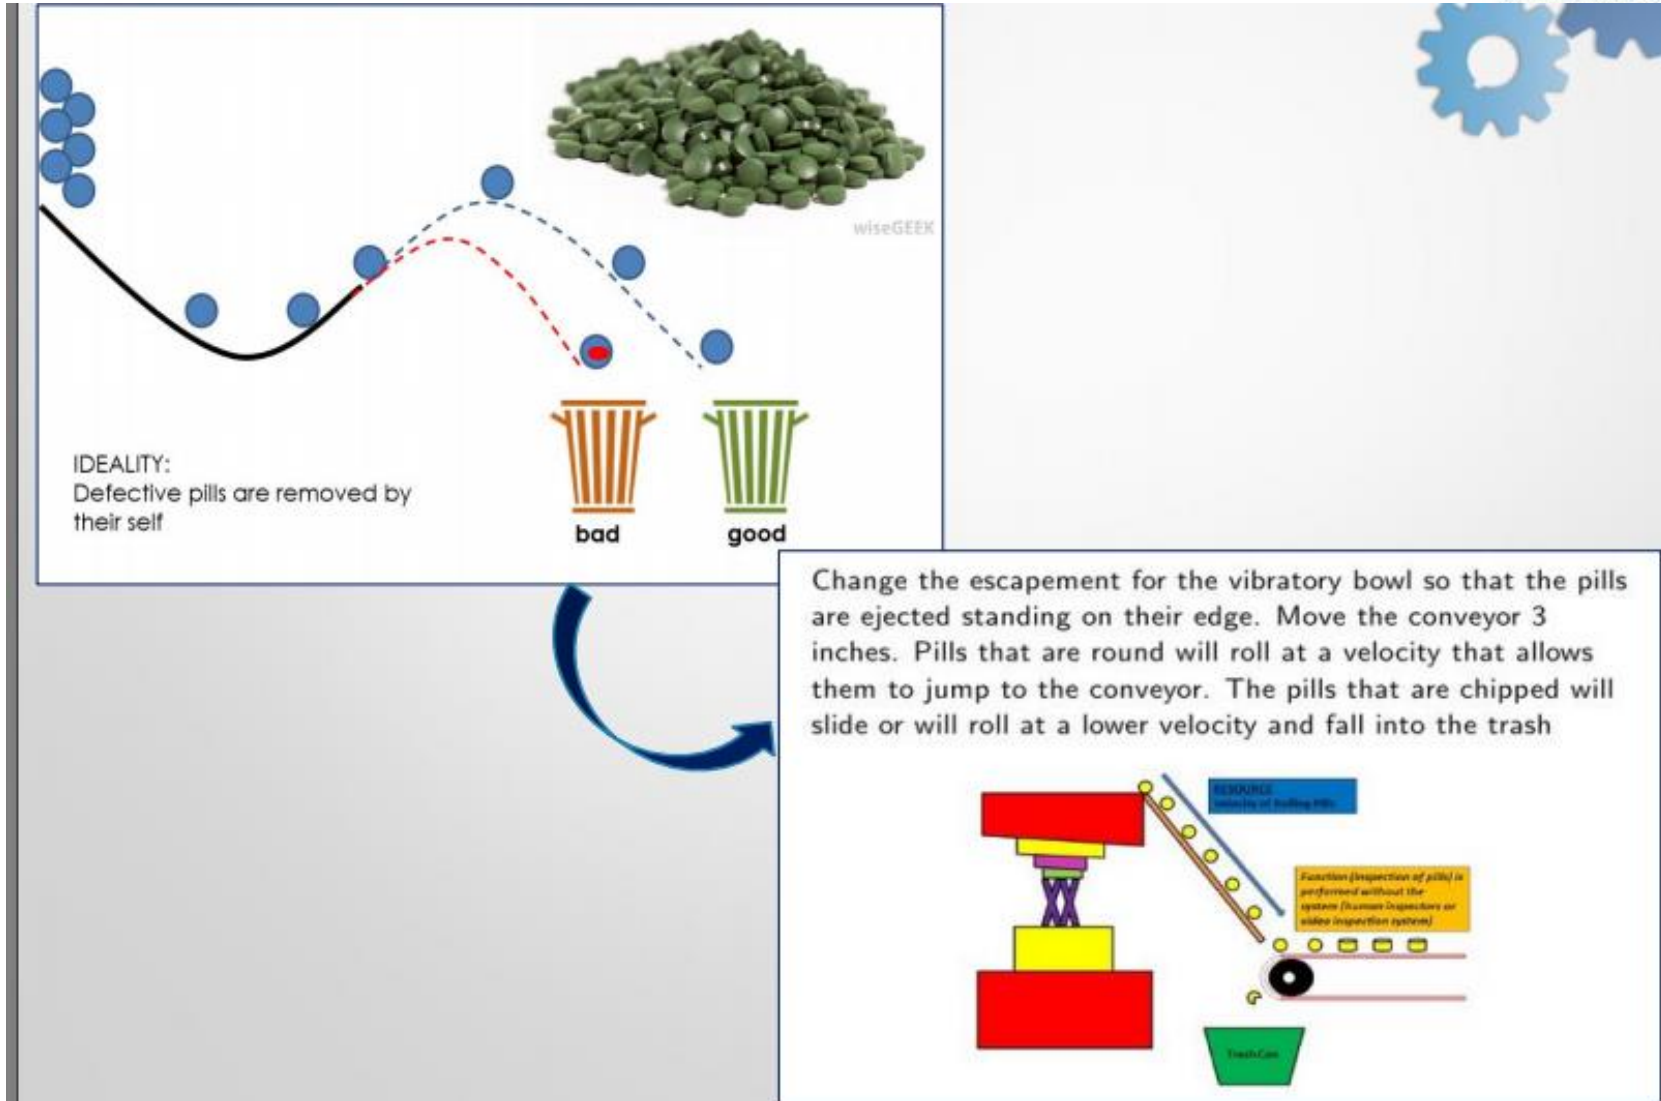 wiseGEEK
IDEALITY:
Defective pills are removed by
their self
bad
good
Change the escapement for the vibratory bowl so that the pills
are ejected standing on their edge. Move the conveyor 3
inches. Pills that are round will roll at a velocity that allows
them to jump to the conveyor. The pills that are chipped will
slide or will roll at a lower velocity and fall into the trash
RESOURCE
velocity of Rolling Pills
Function (inspection of pills) is
performed without the
system (human inspectors or
video inspection system)
Trash Can